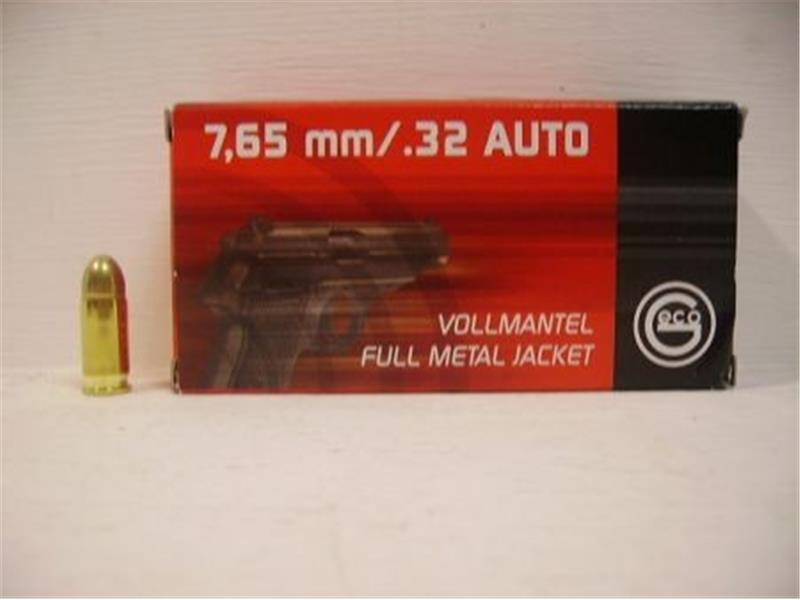 7,65 mm/.32 AUTO
VOLLMANTEL
FULL METAL JACKET
Geco